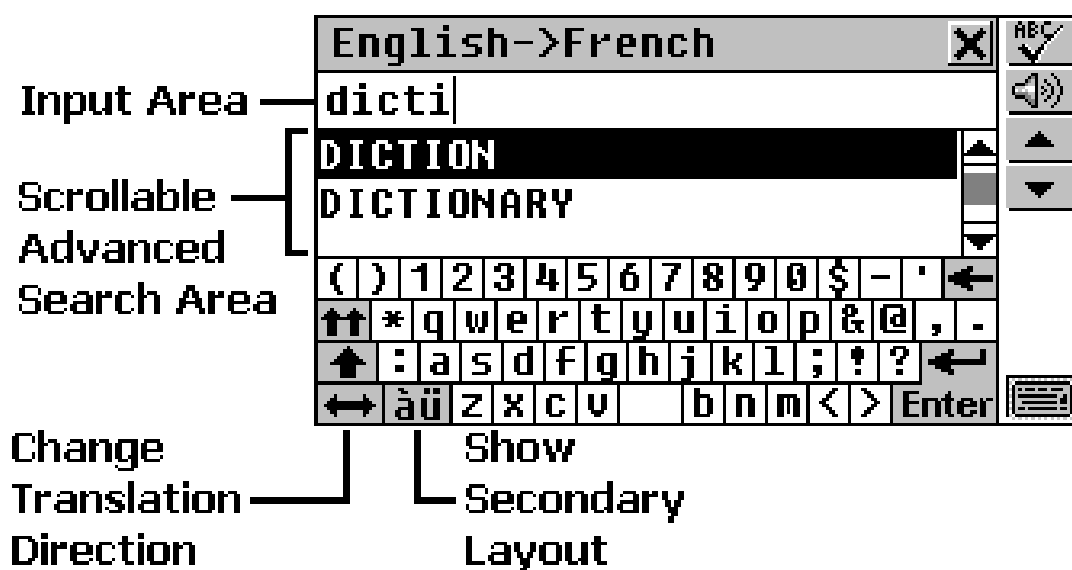 English->French
ABC
Input Area
dicti
DICTION
DICTIONARY
Scrollable
Advanced
Search Area
( ) 1 2 3 4 5 6 7 8 9 0 $ - '
* q w e r t y u i o p & @ , .
: a s d f g h j k l ; ! ?
àü z x c v b n m < > Enter
Change
Translation
Direction
Show
Secondary
Layout